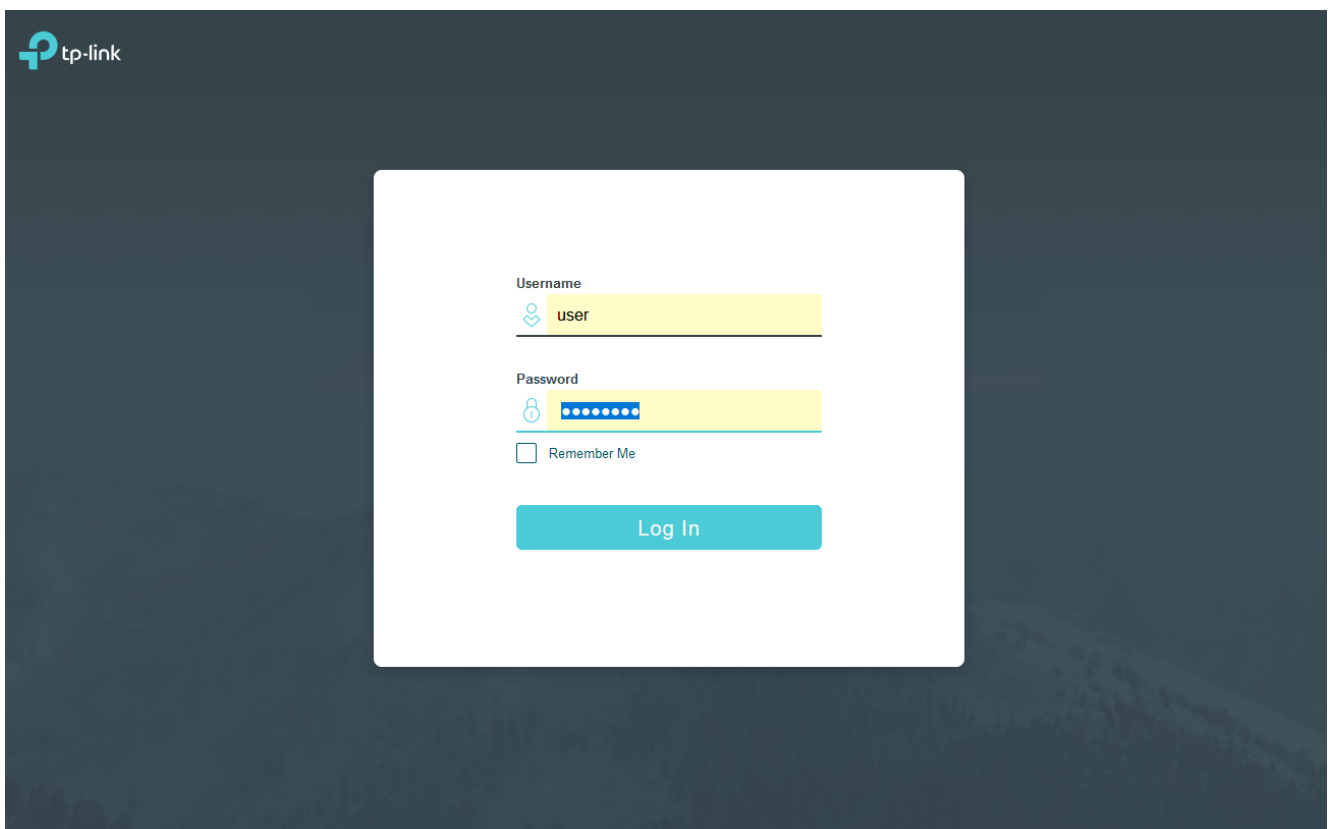 tp-link
Username
user
Password
••••••••
Remember Me
Log In